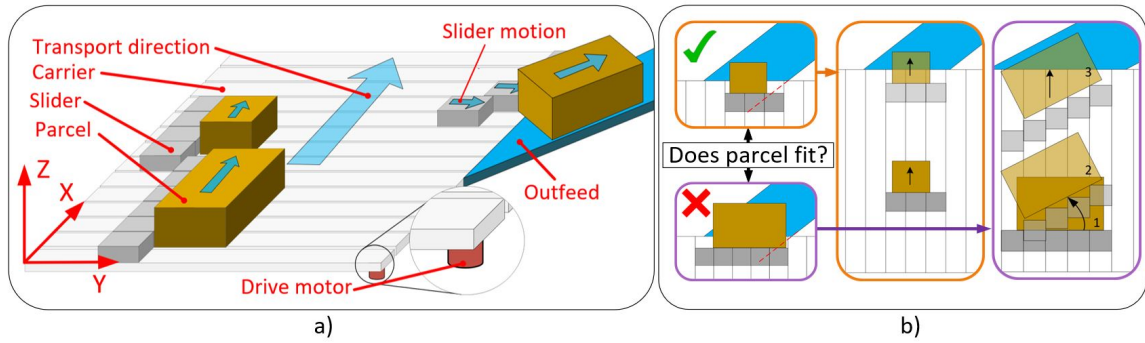 Transport direction
Carrier
Slider
Parcel
Slider motion
Z
X
Y
Outfeed
Drive motor
a)
Does parcel fit?
3
2
1
b)